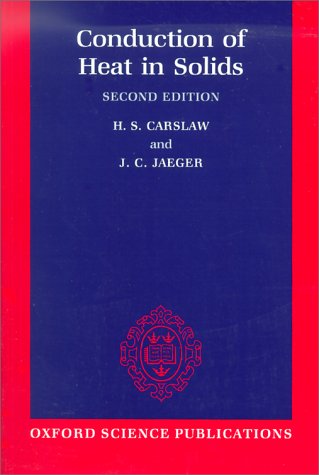 Conduction of
Heat in Solids
SECOND EDITION
H. S. CARSLAW
and
J. C. JAEGER
OXFORD SCIENCE PUBLICATIONS